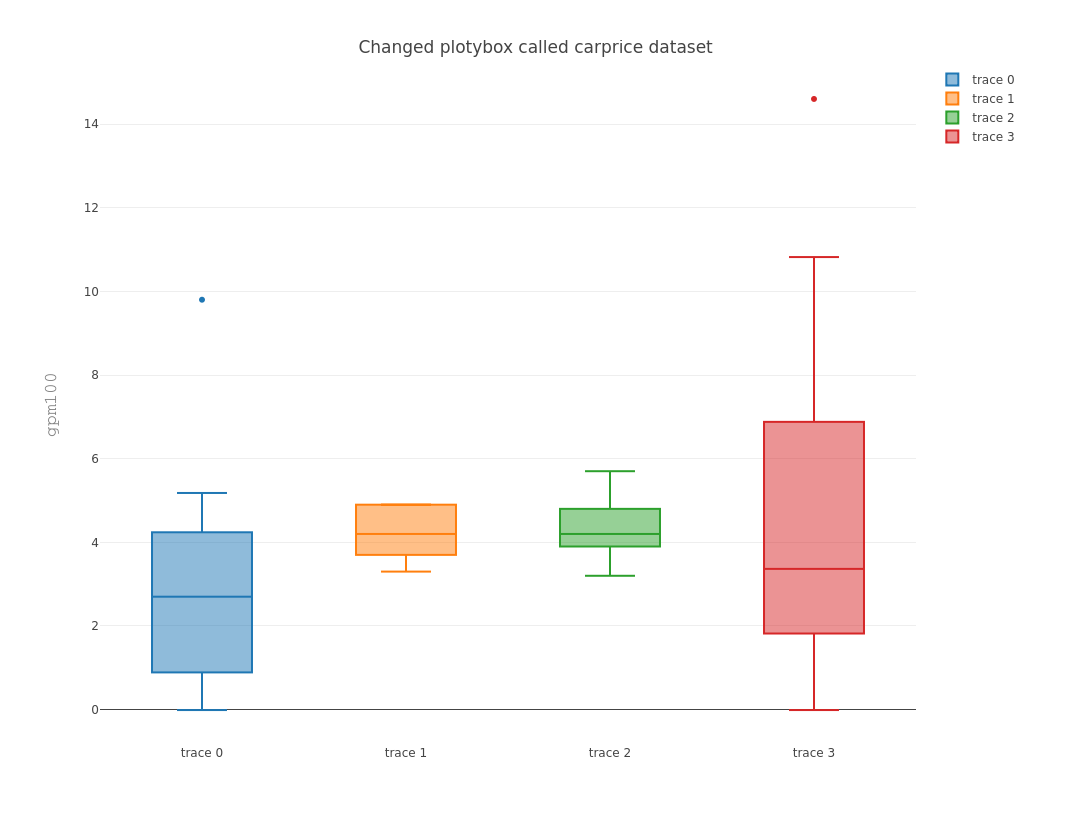 Changed plotybox called carprice dataset
trace 0
trace 1
trace 2
trace 3
14
12
10
8
6
4
2
0
gpm100
trace 0
trace 1
trace 2
trace 3